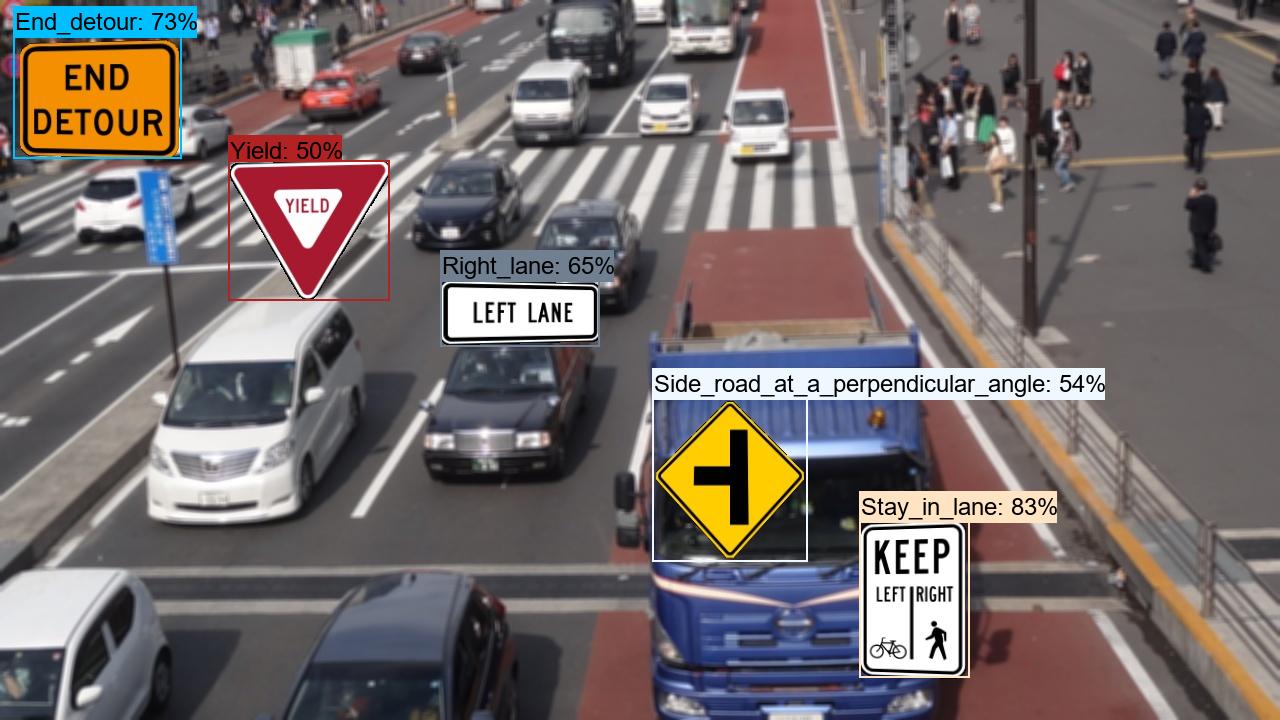 End_detour: 73%
END
DETOUR
Yield: 50%
YIELD
Right_lane: 65%
LEFT LANE
Side_road_at_a_perpendicular_angle: 54%
Stay_in_lane: 83%
KEEP
LEFT RIGHT